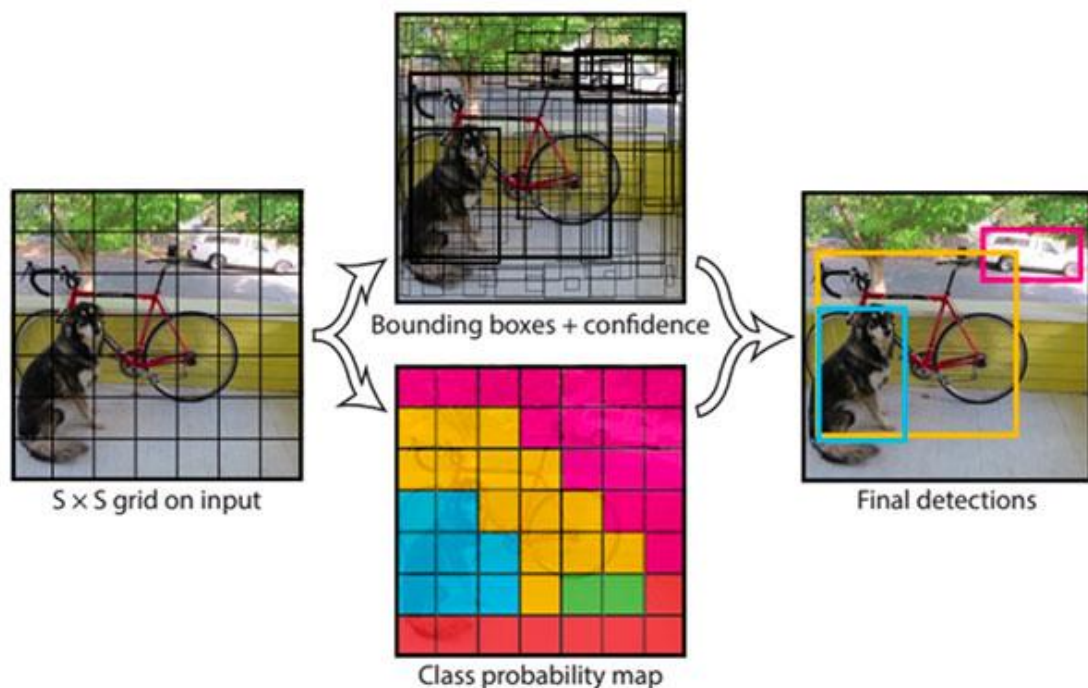 S × S grid on input
Bounding boxes + confidence
Class probability map
Final detections